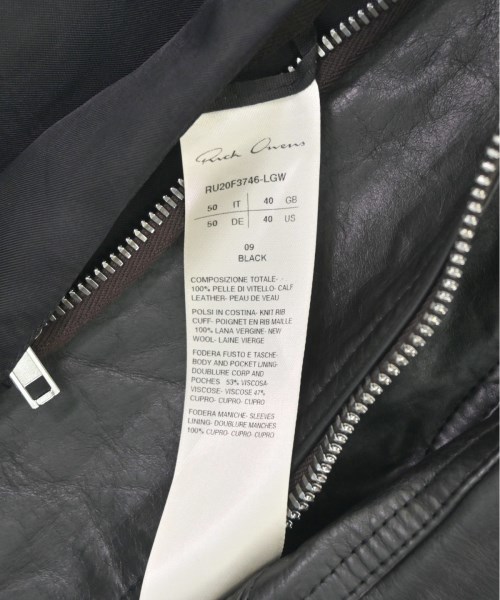 Rick Owens
RU20F3746-LGW
50 IT 40 GB
50 DE 40 US
09
BLACK
COMPOSIZIONE TOTALE-
100% PELLE DI VITELLO- CALF
LEATHER- PEAU DE VEAU
POLSI IN COSTINA- KNIT RIB
CUFF- POIGNET EN RIB MAILLE
100% LANA VERGINE- NEW
WOOL- LAINE VIERGE
FODERA FUSTO E TASCHE-
BODY AND POCKET LINING-
DOUBLURE CORP AND
POCHES 53% VISCOSA-
VISCOSE- VISCOSE 47%
CUPRO- CUPRO- CUPRO
FODERA MANICHE- SLEEVES
LINING- DOUBLURE MANCHES
100% CUPRO- CUPRO- CUPRO